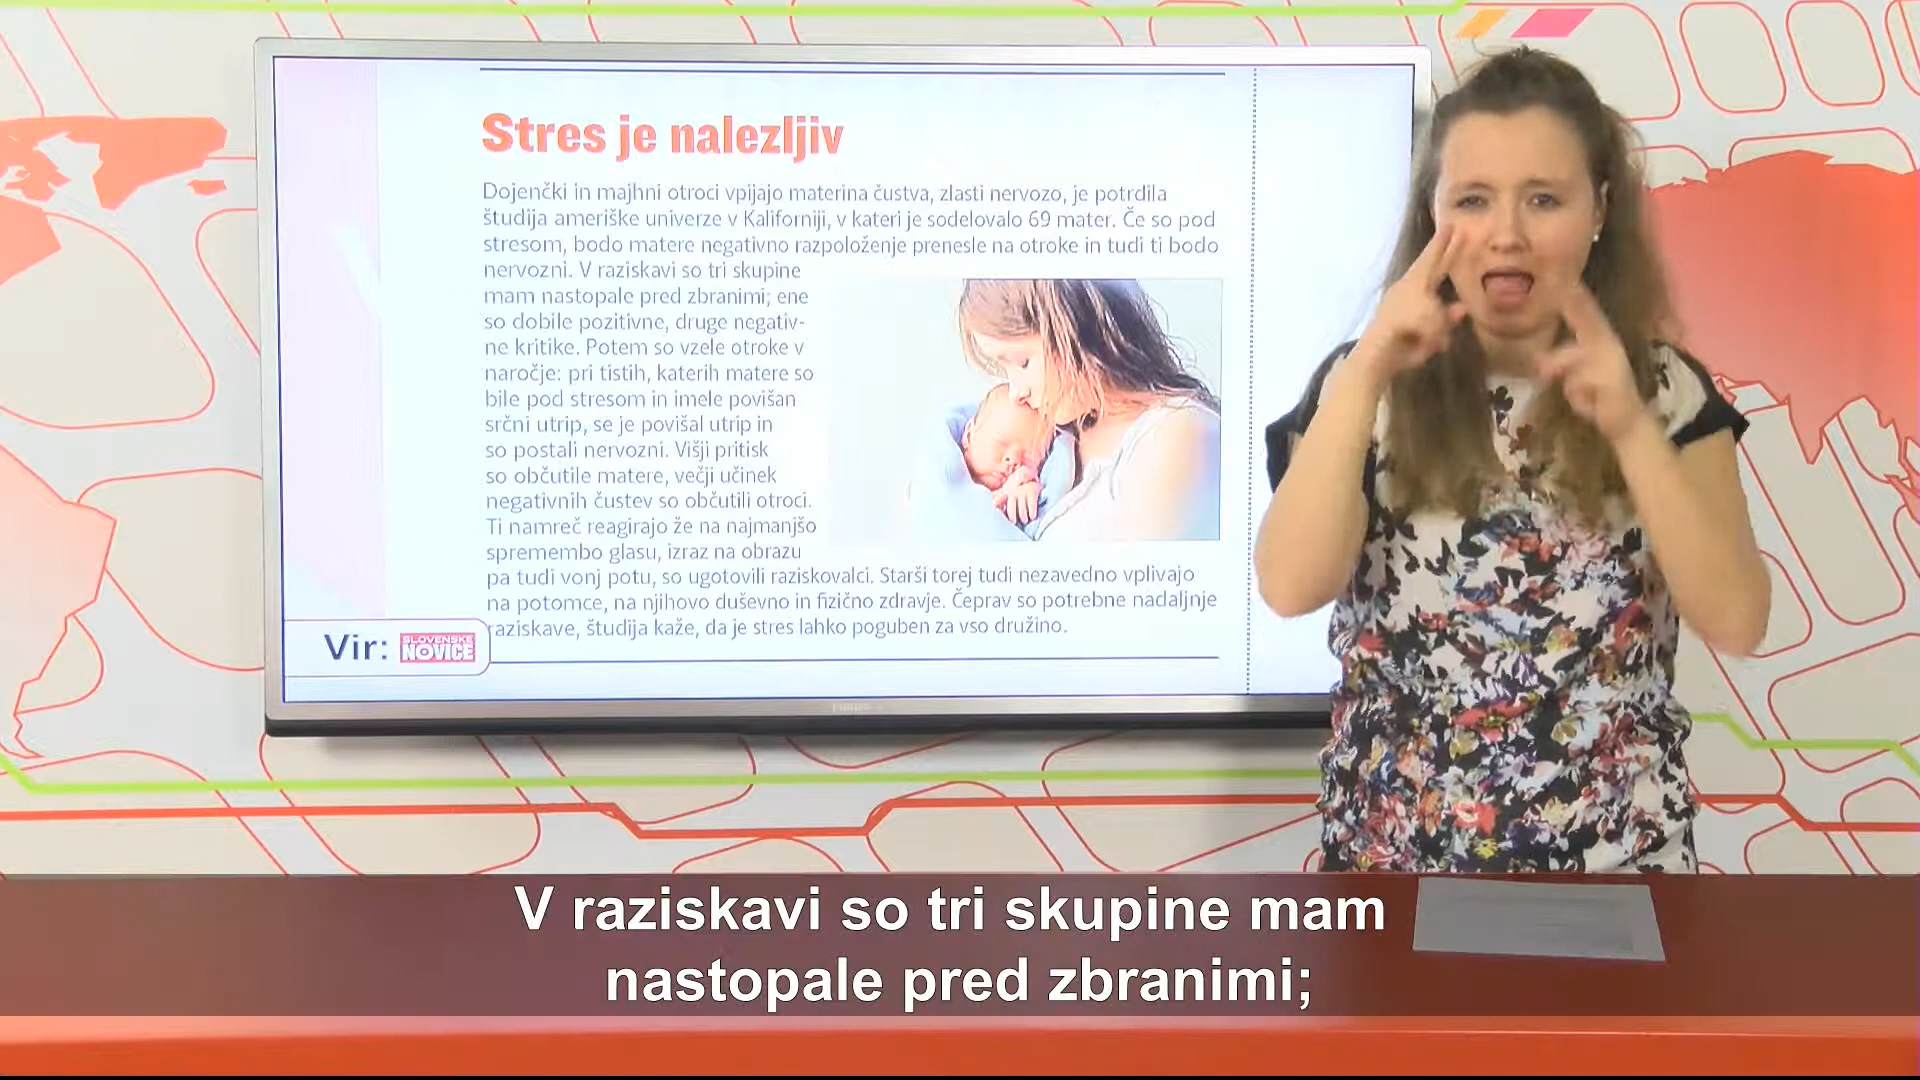 Stres je nalezljiv
Dojenčki in majhni otroci vpijajo materina čustva, zlasti nervozo, je potrdila
študija ameriške univerze v Kaliforniji, v kateri je sodelovalo 69 mater. Če so pod
stresom, bodo matere negativno razpoloženje prenesle na otroke in tudi ti bodo
nervozni. V raziskavi so tri skupine
mam nastopale pred zbranimi; ene
so dobile pozitivne, druge negativ-
ne kritike. Potem so vzele otroke v
naročje: pri tistih, katerih matere so
bile pod stresom in imele povišan
srčni utrip, se je povišal utrip in
so postali nervozni. Višji pritisk
so občutile matere, večji učinek
negativnih čustev so občutili otroci.
Ti namreč reagirajo že na najmanjšo
spremembo glasu, izraz na obrazu
pa tudi vonj potu, so ugotovili raziskovalci. Starši torej tudi nezavedno vplivajo
na potomce, na njihovo duševno in fizično zdravje. Čeprav so potrebne nadaljnje
raziskave, študija kaže, da je stres lahko poguben za vso družino.
Vir: SLOVENSKE NOVICE
V raziskavi so tri skupine mam
nastopale pred zbranimi;